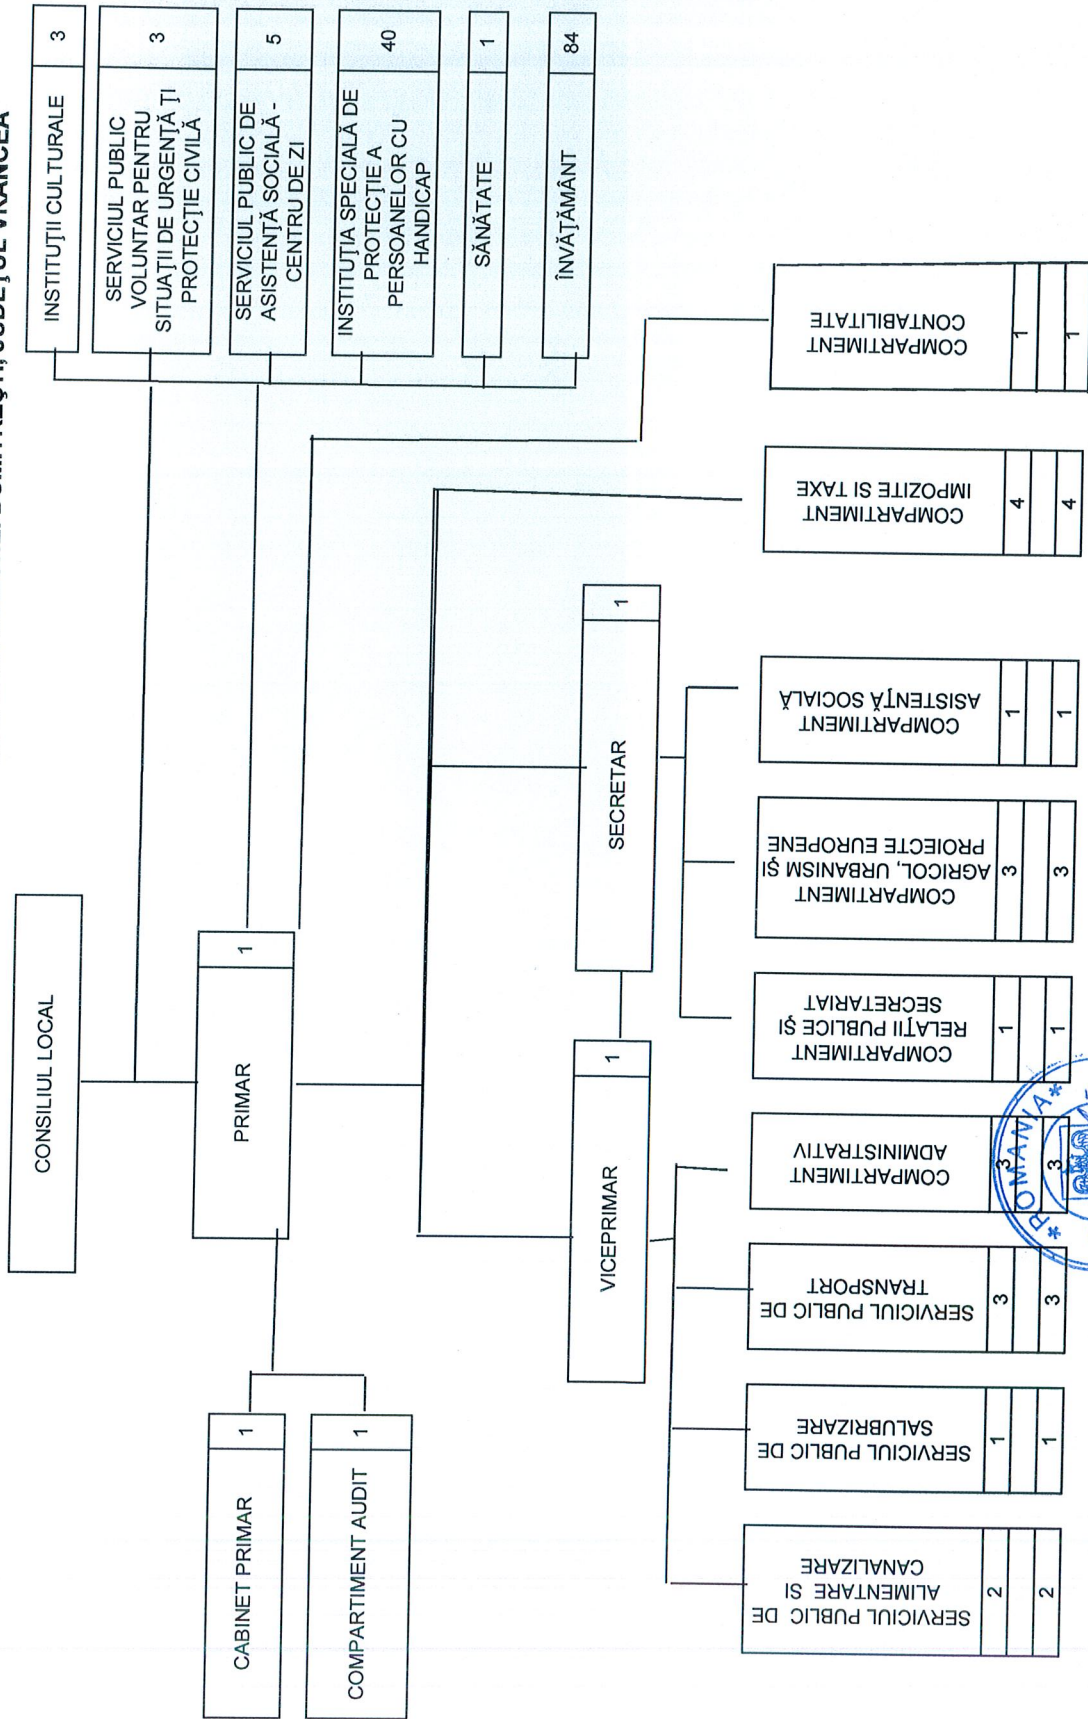 JUDEŢUL VRANCEA
CONSILIUL LOCAL
PRIMAR
1
CABINET PRIMAR
1
COMPARTIMENT AUDIT
1
INSTITUŢII CULTURALE
3
SERVICIUL PUBLIC
VOLUNTAR PENTRU
SITUAŢII DE URGENŢĂ ŢI
PROTECŢIE CIVILĂ
3
SERVICIUL PUBLIC DE
ASISTENŢĂ SOCIALĂ -
CENTRU DE ZI
5
INSTITUŢIA SPECIALĂ DE
PROTECŢIE A
PERSOANELOR CU
HANDICAP
40
SĂNĂTATE
1
ÎNVĂŢĂMÂNT
84
VICEPRIMAR
1
SECRETAR
1
SERVICIUL PUBLIC DE
ALIMENTARE SI
CANALIZARE
2
2
SERVICIUL PUBLIC DE
SALUBRIZARE
1
1
SERVICIUL PUBLIC DE
TRANSPORT
3
3
COMPARTIMENT
ADMINISTRATIV
3
3
COMPARTIMENT
RELAŢII PUBLICE ŞI
SECRETARIAT
1
1
COMPARTIMENT
AGRICOL, URBANISM ŞI
PROIECTE EUROPENE
3
3
COMPARTIMENT
ASISTENŢĂ SOCIALĂ
1
1
COMPARTIMENT
IMPOZITE SI TAXE
4
4
COMPARTIMENT
CONTABILITATE
1
1
*ROMANIA*